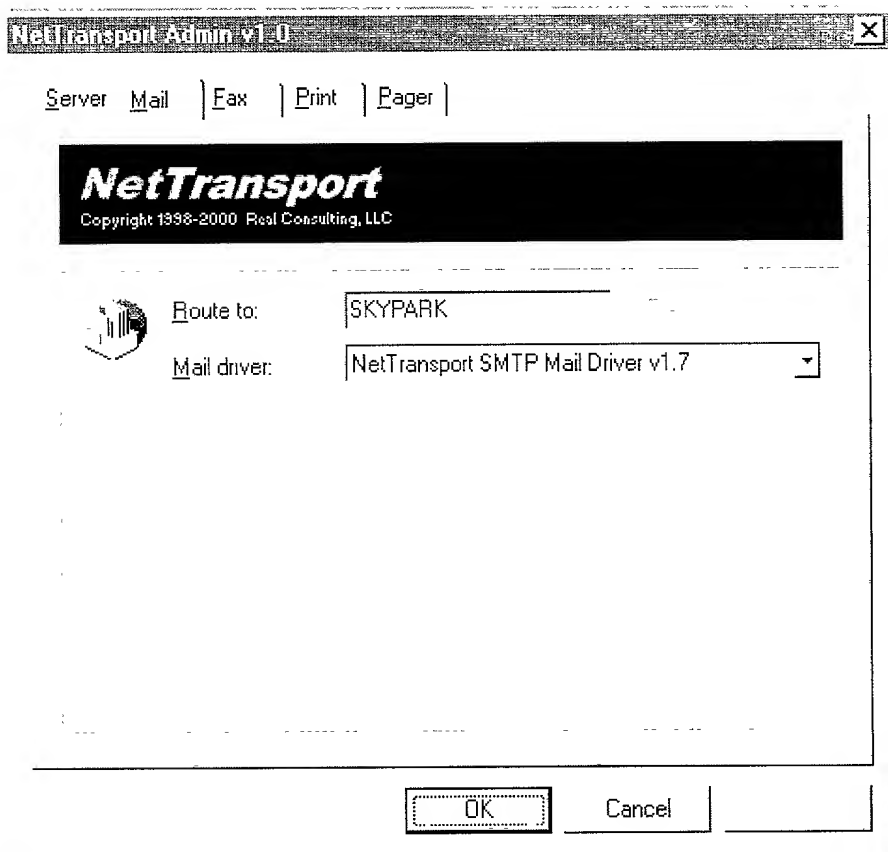 NetTransport Admin v1.0
Server Mail Fax Print Pager
NetTransport
Copyright 1998-2000 Real Consulting, LLC
Route to: SKYPARK
Mail driver: NetTransport SMTP Mail Driver v1.7
OK Cancel